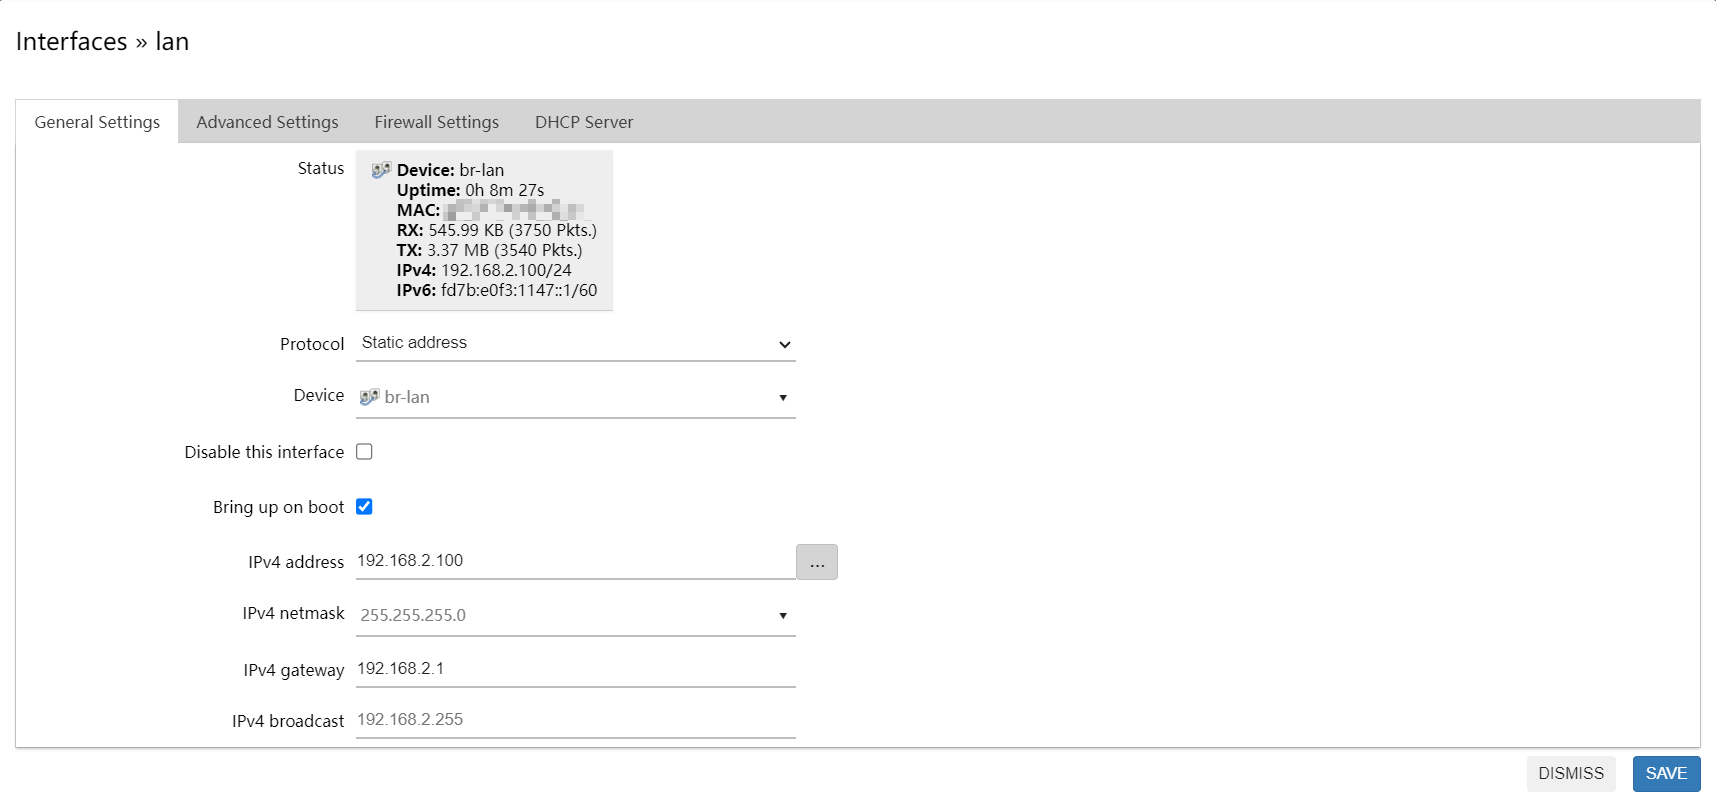 Interfaces » lan
General Settings Advanced Settings Firewall Settings DHCP Server
Status
Device: br-lan
Uptime: 0h 8m 27s
MAC:
RX: 545.99 KB (3750 Pkts.)
TX: 3.37 MB (3540 Pkts.)
IPv4: 192.168.2.100/24
IPv6: fd7b:e0f3:1147::1/60
Protocol Static address
Device br-lan
Disable this interface
Bring up on boot
IPv4 address 192.168.2.100 ...
IPv4 netmask 255.255.255.0
IPv4 gateway 192.168.2.1
IPv4 broadcast 192.168.2.255
DISMISS SAVE